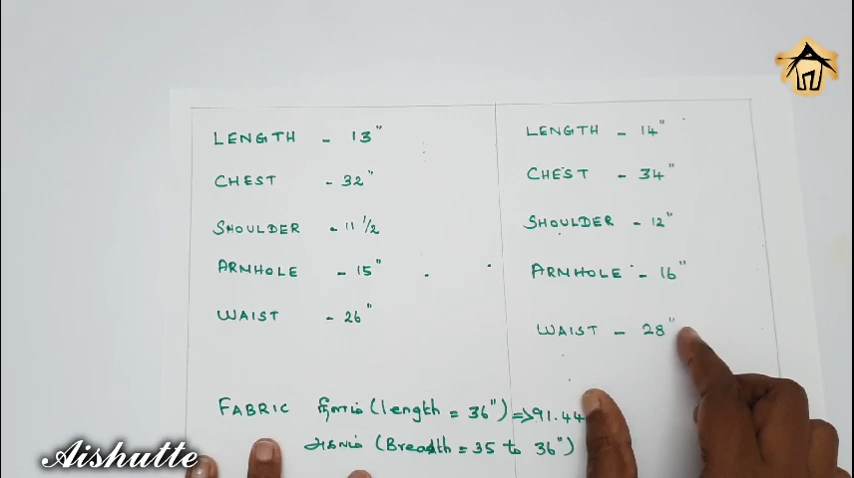 LENGTH - 13"
CHEST - 32"
SHOULDER - 11 1/2
ARMHOLE - 15"
WAIST - 26"
LENGTH - 14"
CHEST - 34"
SHOULDER - 12"
ARMHOLE - 16"
WAIST - 28"
FABRIC நீளம் (length = 36") => 91.44
அகலம் (Breadth = 35 to 36")
Aishutte